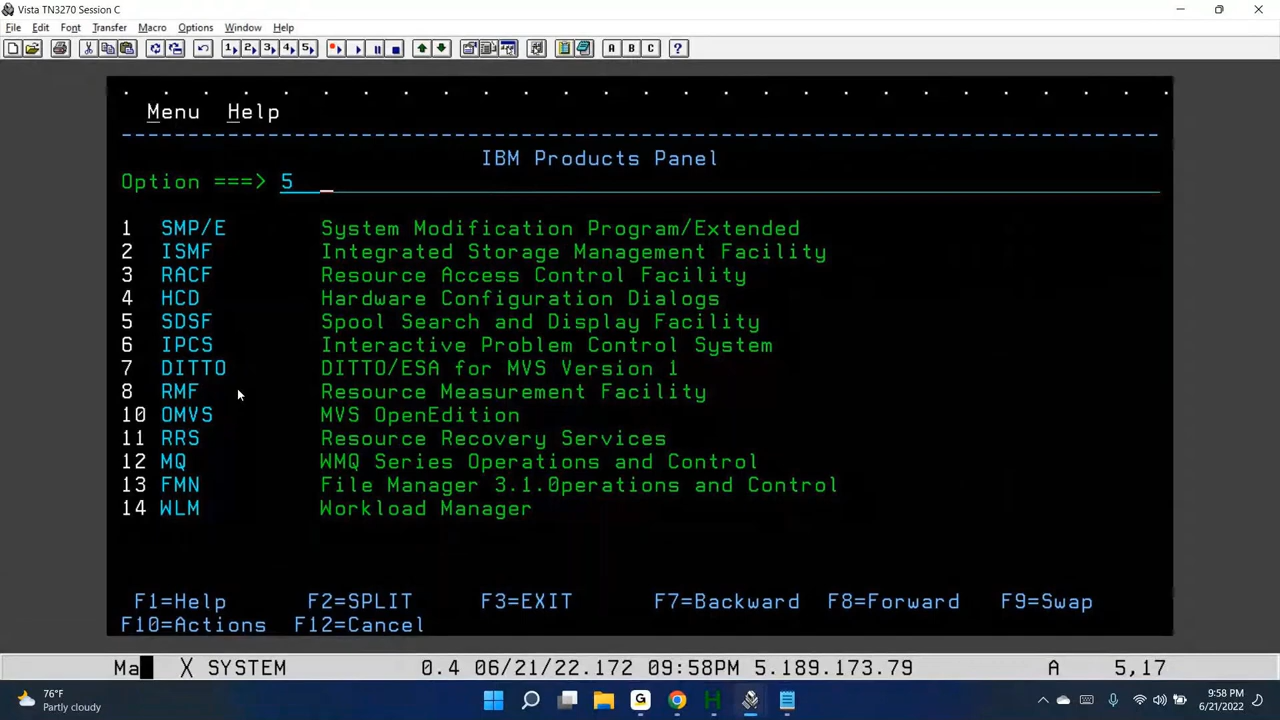 Vista TN3270 Session C
File Edit Font Transfer Macro Options Window Help
1 2 3 4 5 A B C ?
Menu Help
IBM Products Panel
Option ===> 5
1 SMP/E System Modification Program/Extended
2 ISMF Integrated Storage Management Facility
3 RACF Resource Access Control Facility
4 HCD Hardware Configuration Dialogs
5 SDSF Spool Search and Display Facility
6 IPCS Interactive Problem Control System
7 DITTO DITTO/ESA for MVS Version 1
8 RMF Resource Measurement Facility
10 OMVS MVS OpenEdition
11 RRS Resource Recovery Services
12 MQ WMQ Series Operations and Control
13 FMN File Manager 3.1.0perations and Control
14 WLM Workload Manager
F1=Help F2=SPLIT F3=EXIT F7=Backward F8=Forward F9=Swap
F10=Actions F12=Cancel
Ma X SYSTEM 0.4 06/21/22.172 09:58PM 5.189.173.79 A 5,17
76°F
Partly cloudy
G H
9:58 PM
6/21/2022